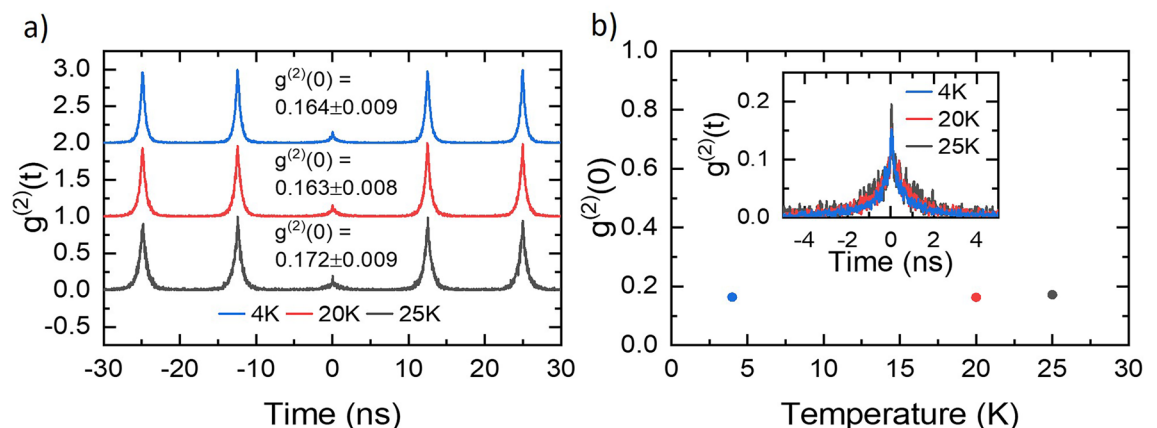 a)
3.0
2.5
2.0
1.5
1.0
0.5
0.0
-0.5
g⁽²⁾(t)
g⁽²⁾(0) =
0.164±0.009
g⁽²⁾(0) =
0.163±0.008
g⁽²⁾(0) =
0.172±0.009
4K 20K 25K
-30 -20 -10 0 10 20 30
Time (ns)
b)
1.0
0.8
0.6
0.4
0.2
0.0
g⁽²⁾(0)
0.2
0.1
0.0
g⁽²⁾(t)
4K
20K
25K
-4 -2 0 2 4
Time (ns)
0 5 10 15 20 25 30
Temperature (K)